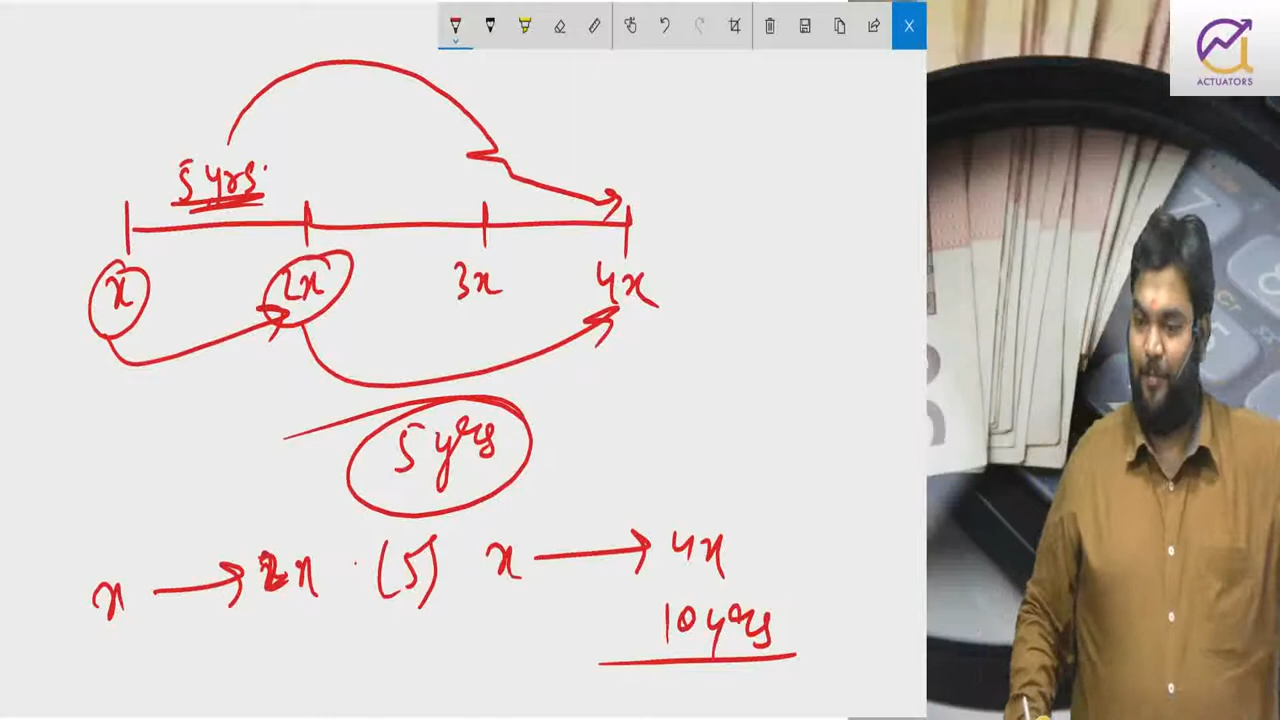 ACTUATORS
5 yrs.
x 2x 3x 4x
5 yrs
x → 2x . (5) x → 4x
10 yrs